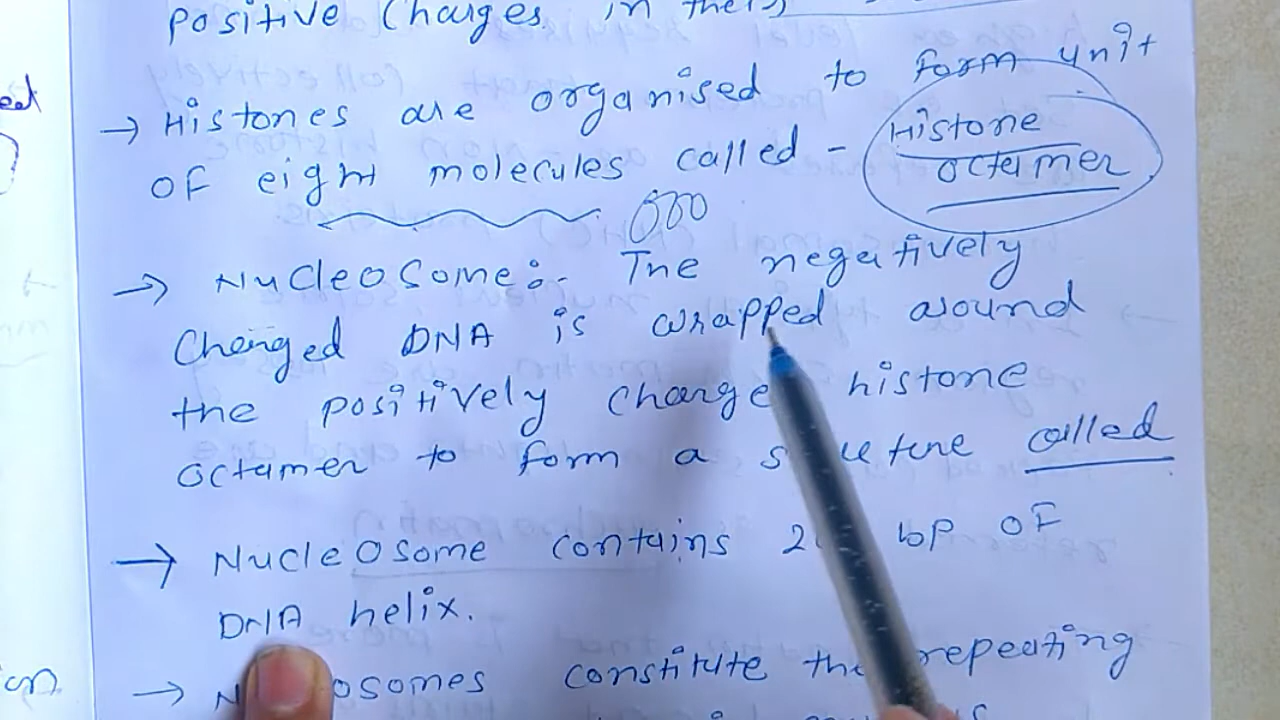 Positive Charges in their
→ Histones are organised to form unit
of eight molecules called - Histone
octamer
→ Nucleosome:- The negatively
Charged DNA is wrapped around
the positively charge histone
octamer to form a called
→ Nucleosome contains bp of
DNA helix.
→ constitute the repeating